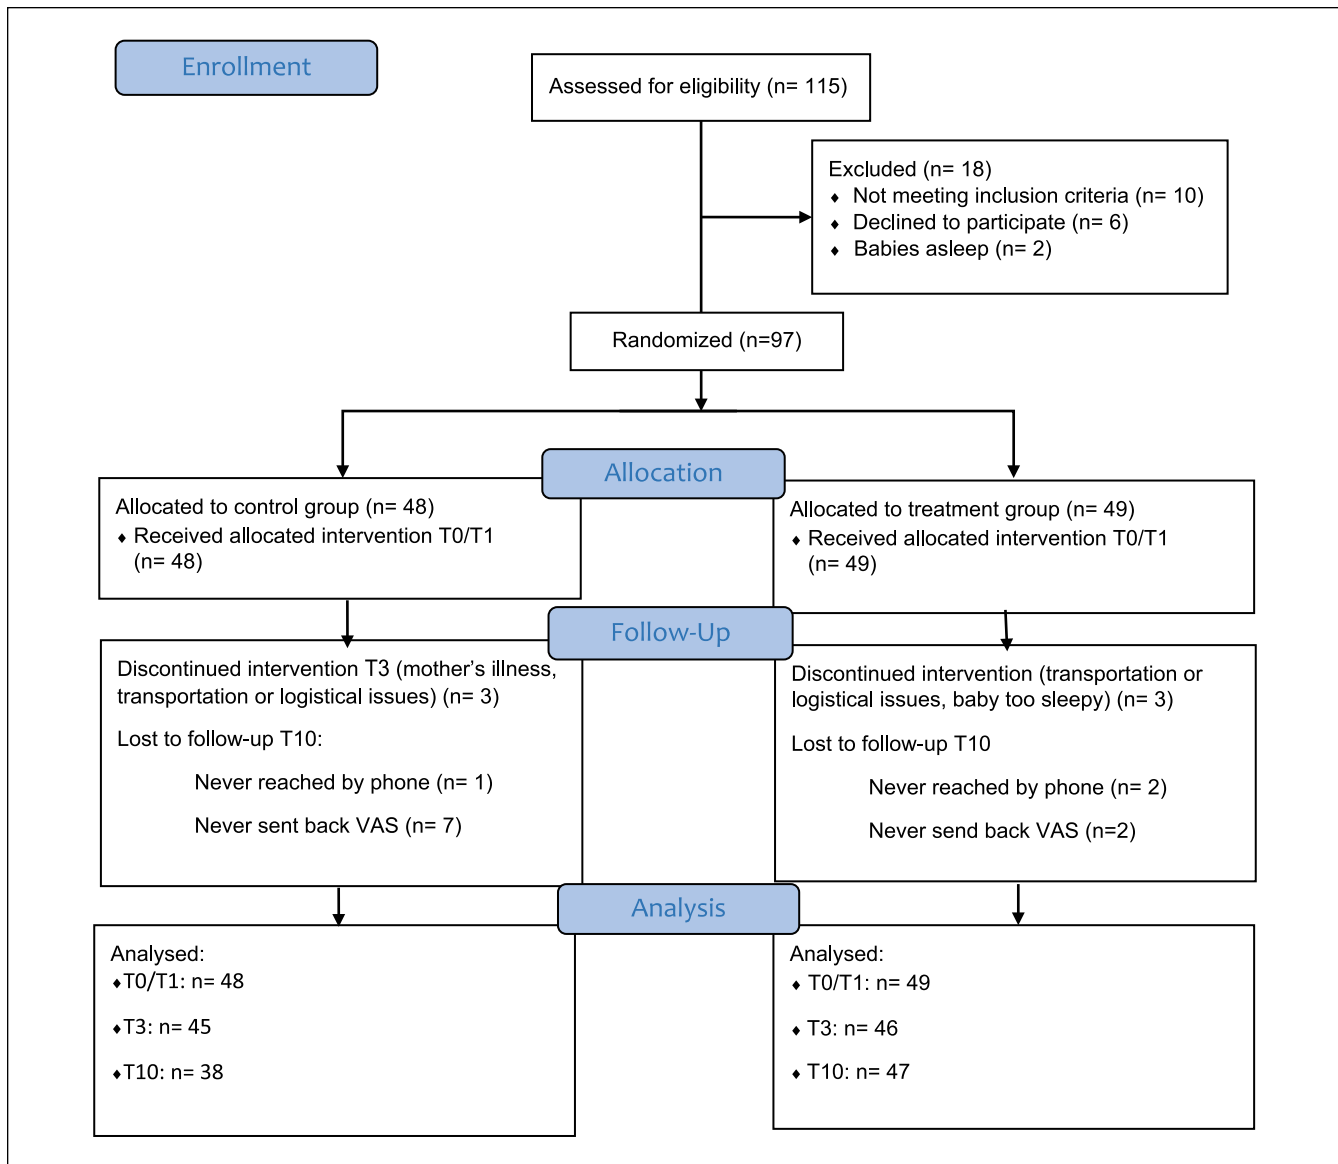 Enrollment
Assessed for eligibility (n= 115)
Excluded (n= 18)
♦ Not meeting inclusion criteria (n= 10)
♦ Declined to participate (n= 6)
♦ Babies asleep (n= 2)
Randomized (n=97)
Allocation
Allocated to control group (n= 48)
♦ Received allocated intervention T0/T1
(n= 48)
Allocated to treatment group (n= 49)
♦ Received allocated intervention T0/T1
(n= 49)
Follow-Up
Discontinued intervention T3 (mother’s illness,
transportation or logistical issues) (n= 3)
Lost to follow-up T10:
Never reached by phone (n= 1)
Never sent back VAS (n= 7)
Discontinued intervention (transportation or
logistical issues, baby too sleepy) (n= 3)
Lost to follow-up T10
Never reached by phone (n= 2)
Never send back VAS (n=2)
Analysis
Analysed:
♦T0/T1: n= 48
♦T3: n= 45
♦T10: n= 38
Analysed:
♦ T0/T1: n= 49
♦ T3: n= 46
♦ T10: n= 47